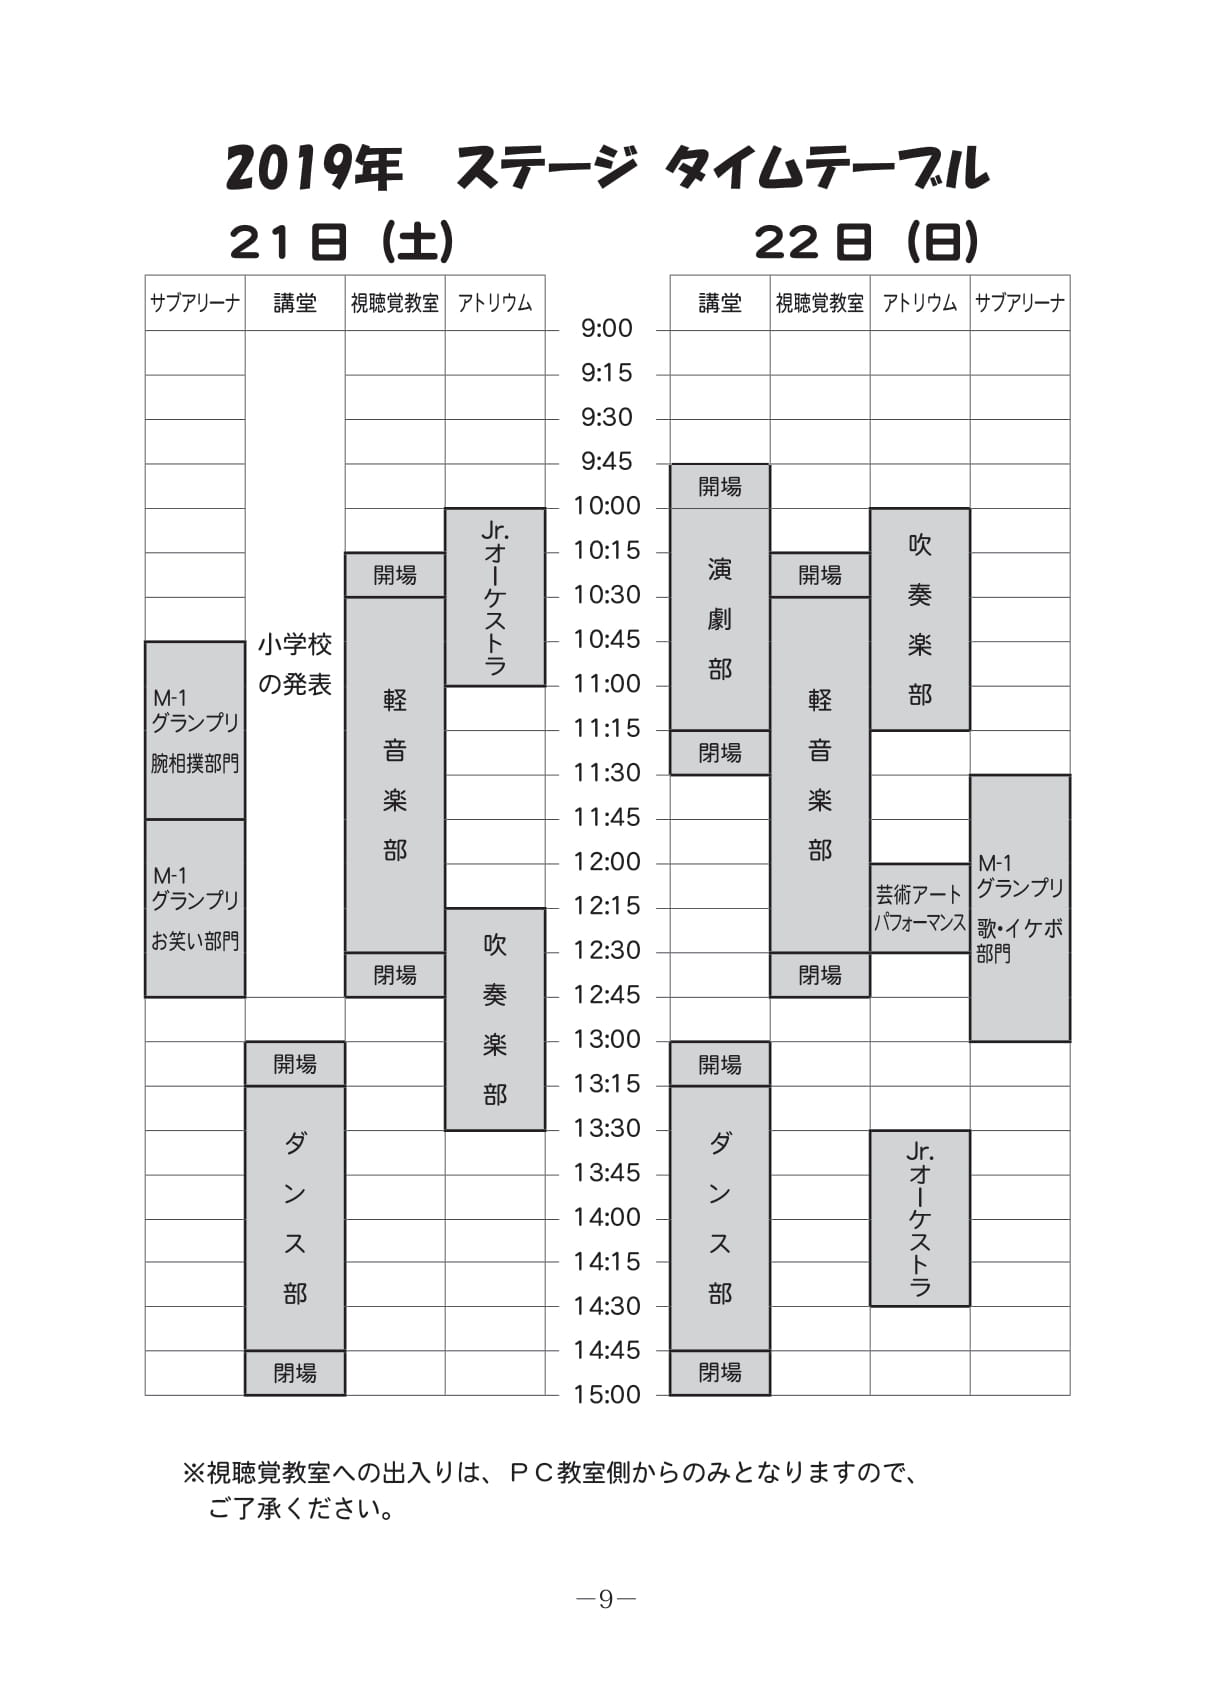 2019年 ステージ タイムテーブル
21日(土)
22日(日)
サブアリーナ 講堂 視聴覚教室 アトリウム
講堂 視聴覚教室 アトリウム サブアリーナ
9:00
9:15
9:30
9:45
10:00
10:15
10:30
10:45
11:00
11:15
11:30
11:45
12:00
12:15
12:30
12:45
13:00
13:15
13:30
13:45
14:00
14:15
14:30
14:45
15:00
M-1
グランプリ
腕相撲部門
M-1
グランプリ
お笑い部門
小学校
の発表
開場
ダンス部
閉場
開場
軽音楽部
閉場
Jr.オーケストラ
吹奏楽部
開場
演劇部
閉場
開場
ダンス部
閉場
開場
軽音楽部
閉場
吹奏楽部
芸術アート
パフォーマンス
Jr.オーケストラ
M-1
グランプリ
歌・イケボ
部門
※視聴覚教室への出入りは、ＰＣ教室側からのみとなりますので、
ご了承ください。
―9―